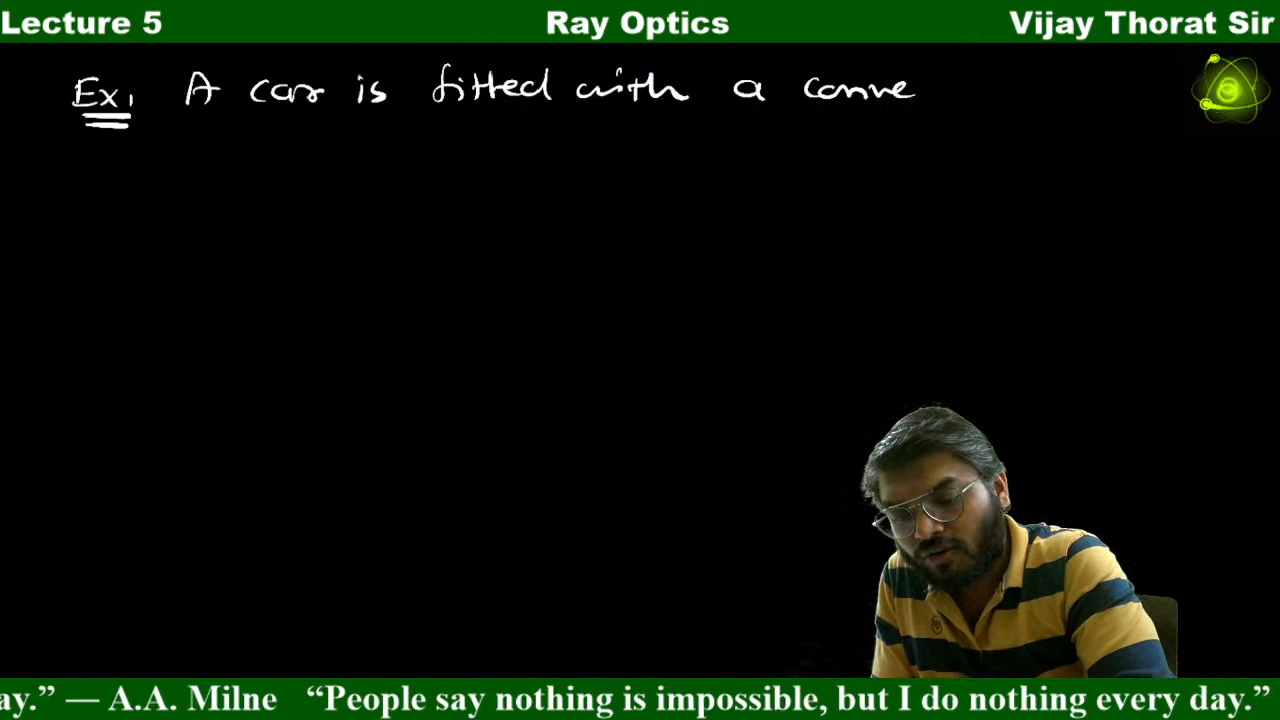 Lecture 5 Ray Optics Vijay Thorat Sir
Ex1 A car is fitted with a conve
ay.” — A.A. Milne “People say nothing is impossible, but I do nothing every day.”